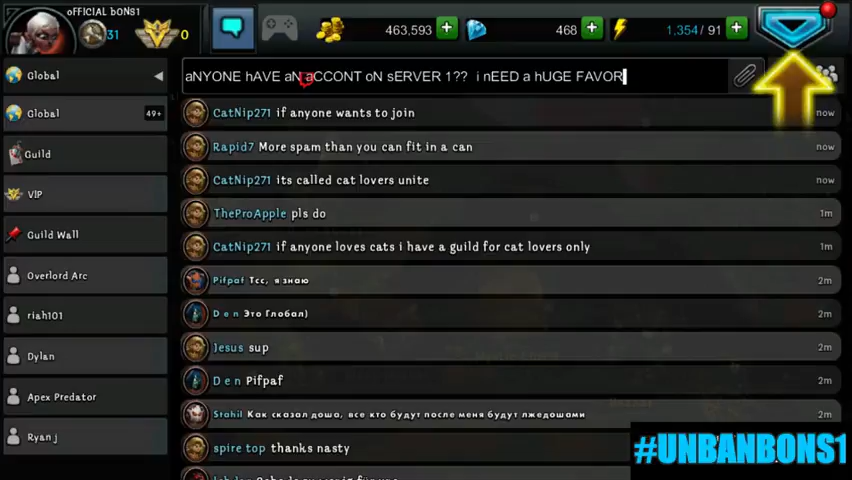 oFFICIAL bONS1
31
0
463,593
468
1,354/ 91
Global
aNYONE hAVE aN aCCONT oN sERVER 1?? i nEED a hUGE FAVOR
Global
49+
CatNip271 if anyone wants to join
now
Guild
Rapid7 More spam than you can fit in a can
now
VIP
CatNip271 its called cat lovers unite
now
TheProApple pls do
1m
Guild Wall
CatNip271 if anyone loves cats i have a guild for cat lovers only
1m
Overlord Arc
Pifpaf Тсс, я знаю
2m
riah101
D e n Это Глобал)
2m
Dylan
Jesus sup
2m
D e n Pifpaf
2m
Apex Predator
Stahil Как сказал доша, все кто будут после меня будут лжедошами
2m
Ryan j
spire top thanks nasty
#UNBANBONS1